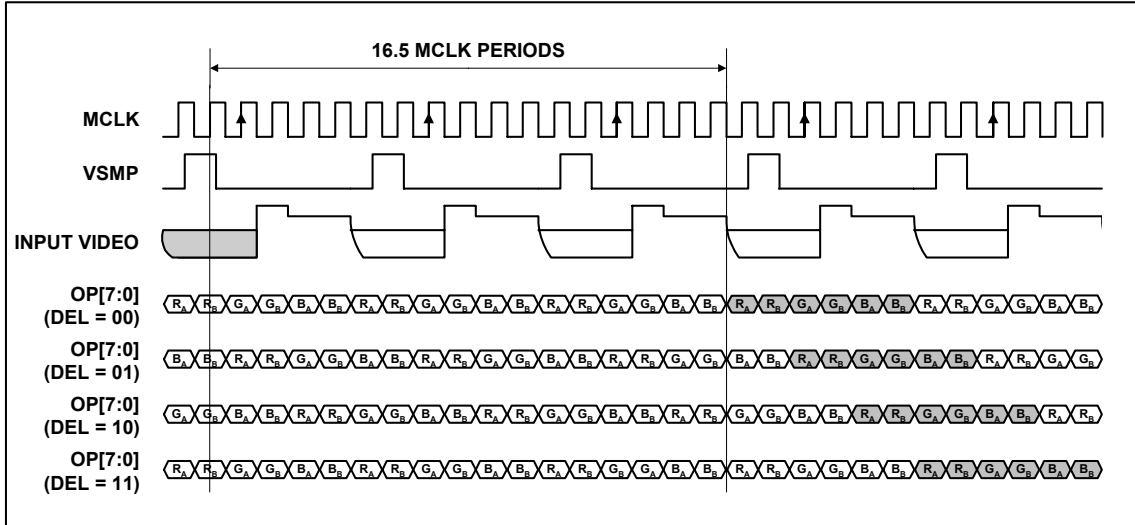 16.5 MCLK PERIODS
MCLK
VSMP
INPUT VIDEO
OP[7:0]
(DEL = 00)
RA RB GA GB BA BB RA RB GA GB BA BB RA RB GA GB BA BB RA RB GA GB BA BB RA RB GA GB BA BB
OP[7:0]
(DEL = 01)
BA BB RA RB GA GB BA BB RA RB GA GB BA BB RA RB GA GB BA BB RA RB GA GB BA BB RA RB GA GB
OP[7:0]
(DEL = 10)
GA GB BA BB RA RB GA GB BA BB RA RB GA GB BA BB RA RB GA GB BA BB RA RB GA GB BA BB RA RB
OP[7:0]
(DEL = 11)
RA RB GA GB BA BB RA RB GA GB BA BB RA RB GB GA BA BB RA RB GA GB BA BB RA RB GA GB BA BB